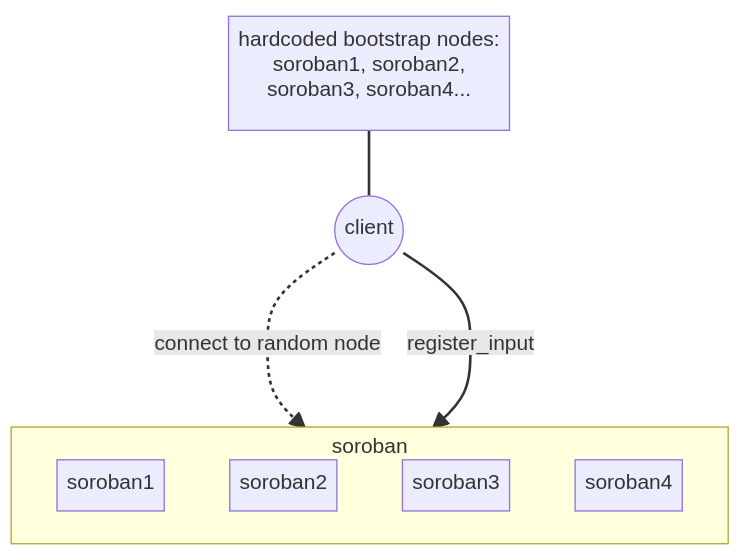 hardcoded bootstrap nodes:
soroban1, soroban2,
soroban3, soroban4...
client
connect to random node
register_input
soroban
soroban1
soroban2
soroban3
soroban4